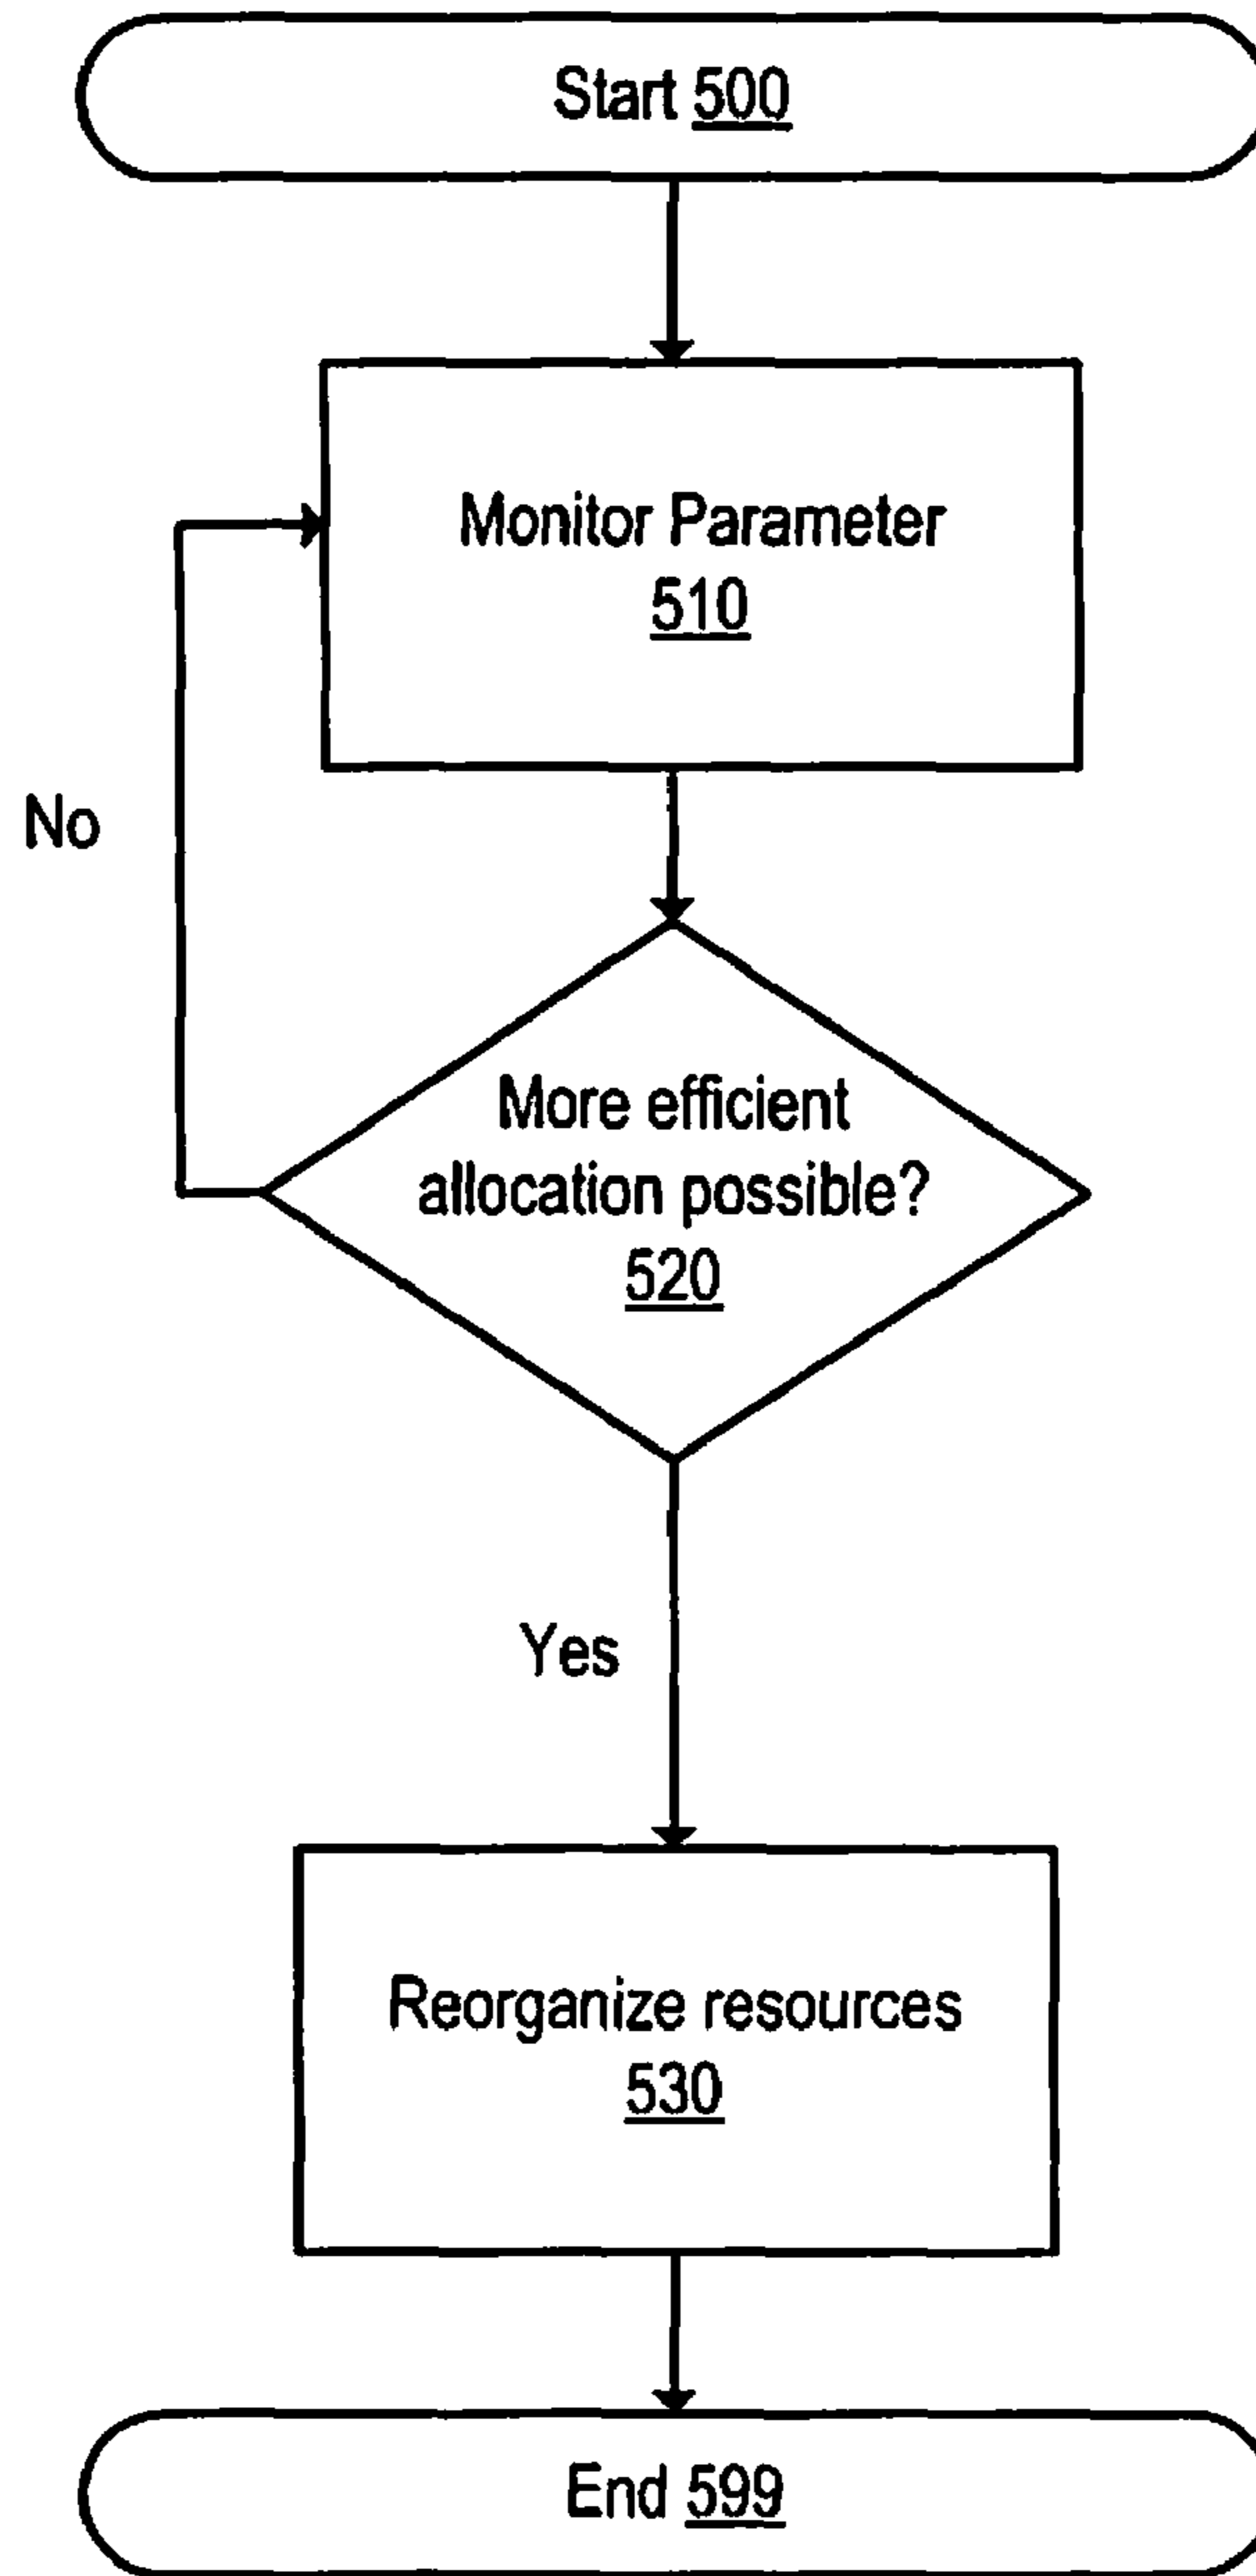 Start 500
Monitor Parameter
510
No
More efficient
allocation possible?
520
Yes
Reorganize resources
530
End 599